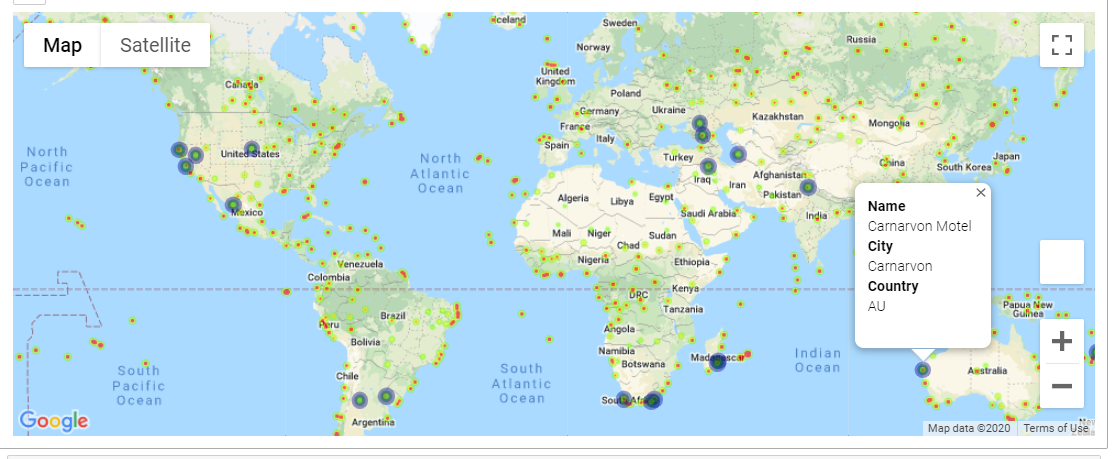 Map
Satellite
Iceland
Sweden
Norway
Russia
Canada
United
Kingdom
Poland
Germany
Ukraine
Kazakhstan
Mongolia
France
Italy
Spain
Turkey
North
Pacific
Ocean
United States
North
Atlantic
Ocean
China
South Korea
Japan
Afghanistan
Iraq
Iran
Pakistan
Algeria
Libya
Egypt
Saudi Arabia
India
Mexico
Mali
Niger
Chad
Sudan
Nigeria
Ethiopia
Venezuela
Colombia
DRC
Kenya
Tanzania
Peru
Brazil
Bolivia
Angola
Namibia
Botswana
Madagascar
Chile
Argentina
South
Pacific
Ocean
South
Atlantic
Ocean
Indian
Ocean
Papua New
Guinea
Australia
Name
Carnarvon Motel
City
Carnarvon
Country
AU
Google
Map data ©2020
Terms of Use